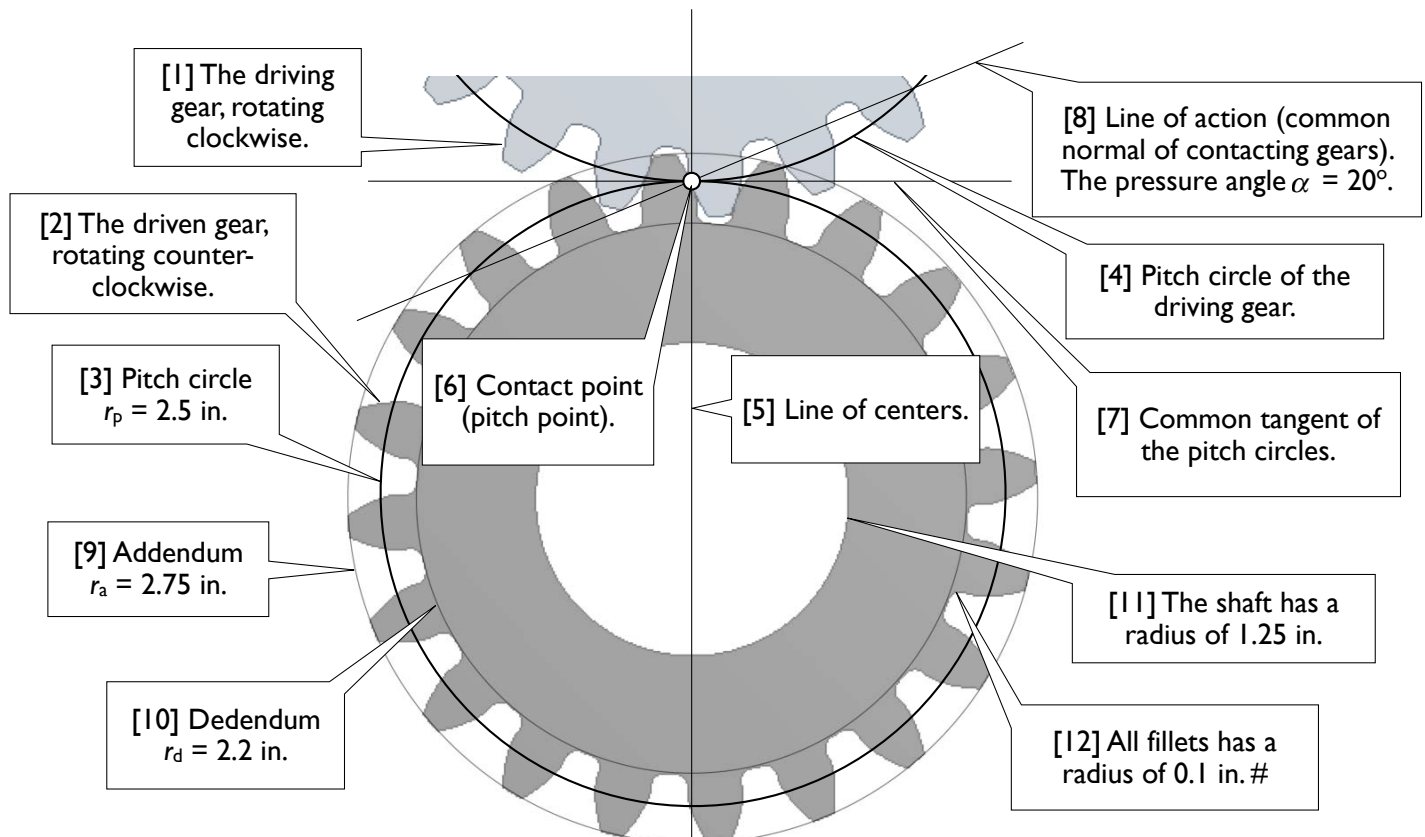 [1] The driving
gear, rotating
clockwise.
[2] The driven gear,
rotating counter-
clockwise.
[3] Pitch circle
rp = 2.5 in.
[9] Addendum
ra = 2.75 in.
[10] Dedendum
rd = 2.2 in.
[6] Contact point
(pitch point).
[5] Line of centers.
[8] Line of action (common
normal of contacting gears).
The pressure angle α = 20°.
[4] Pitch circle of the
driving gear.
[7] Common tangent of
the pitch circles.
[11] The shaft has a
radius of 1.25 in.
[12] All fillets has a
radius of 0.1 in. #